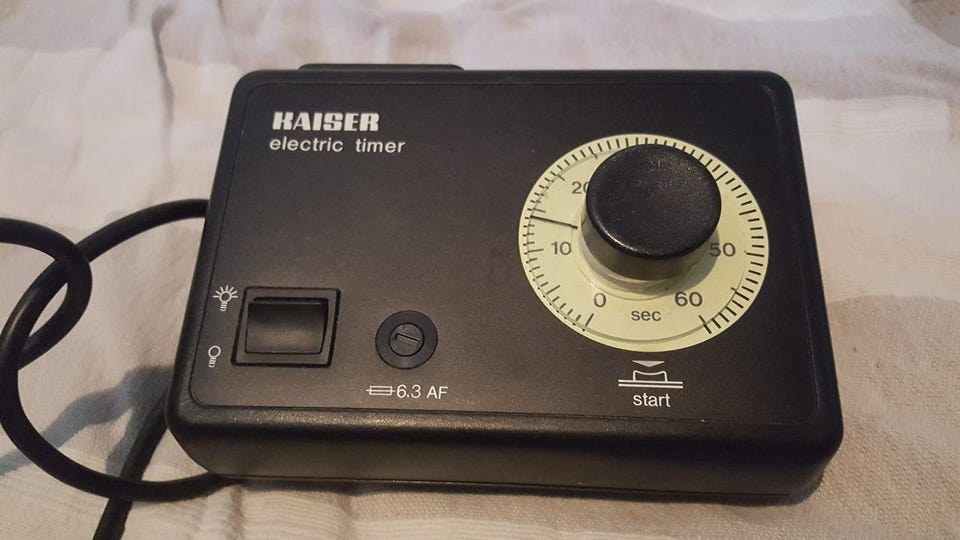 KAISER
electric timer
20
10
50
0
60
sec
6.3 AF
start